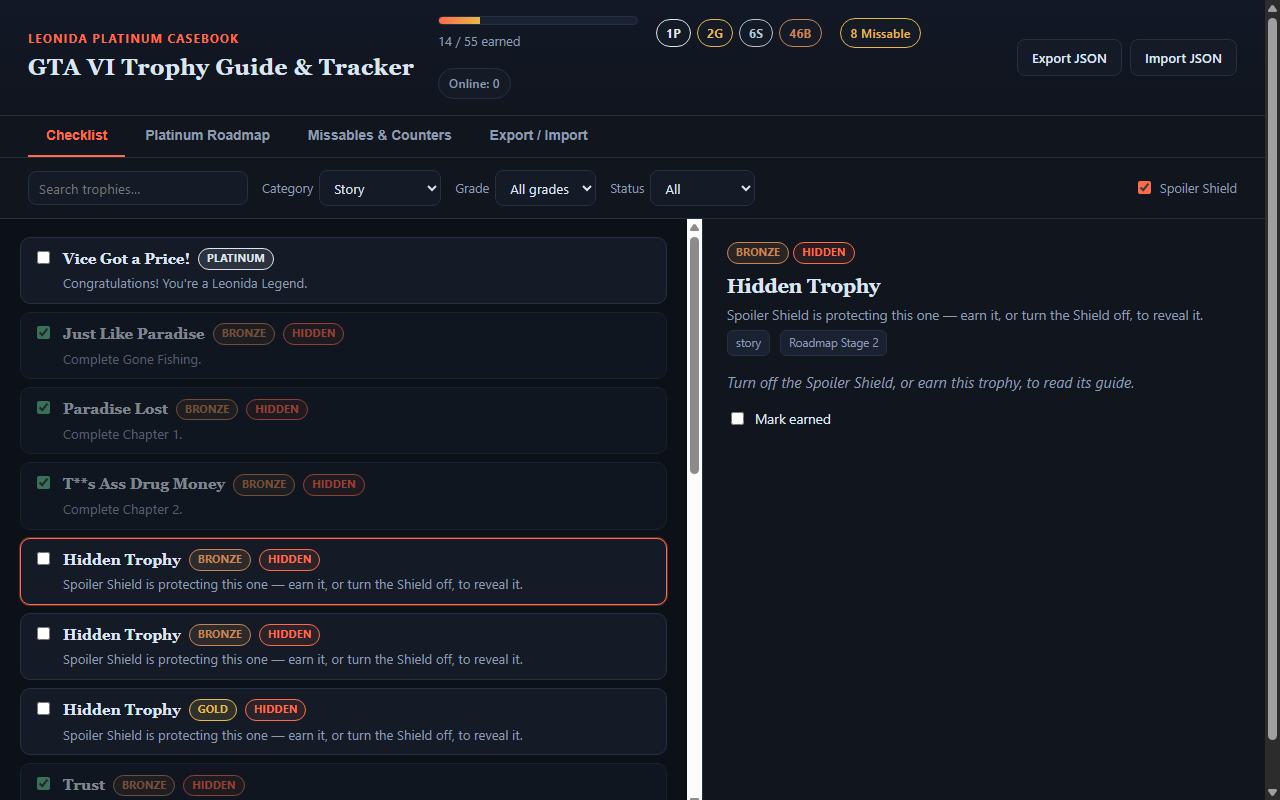 LEONIDA PLATINUM CASEBOOK
GTA VI Trophy Guide & Tracker
14 / 55 earned
1P
2G
6S
46B
8 Missable
Online: 0
Export JSON
Import JSON
Checklist
Platinum Roadmap
Missables & Counters
Export / Import
Search trophies...
Category
Story
Grade
All grades
Status
All
Spoiler Shield
Vice Got a Price! PLATINUM
Congratulations! You're a Leonida Legend.
Just Like Paradise BRONZE HIDDEN
Complete Gone Fishing.
Paradise Lost BRONZE HIDDEN
Complete Chapter 1.
T**s Ass Drug Money BRONZE HIDDEN
Complete Chapter 2.
Hidden Trophy BRONZE HIDDEN
Spoiler Shield is protecting this one — earn it, or turn the Shield off, to reveal it.
Hidden Trophy BRONZE HIDDEN
Spoiler Shield is protecting this one — earn it, or turn the Shield off, to reveal it.
Hidden Trophy GOLD HIDDEN
Spoiler Shield is protecting this one — earn it, or turn the Shield off, to reveal it.
Trust BRONZE HIDDEN
BRONZE HIDDEN
Hidden Trophy
Spoiler Shield is protecting this one — earn it, or turn the Shield off, to reveal it.
story
Roadmap Stage 2
Turn off the Spoiler Shield, or earn this trophy, to read its guide.
Mark earned